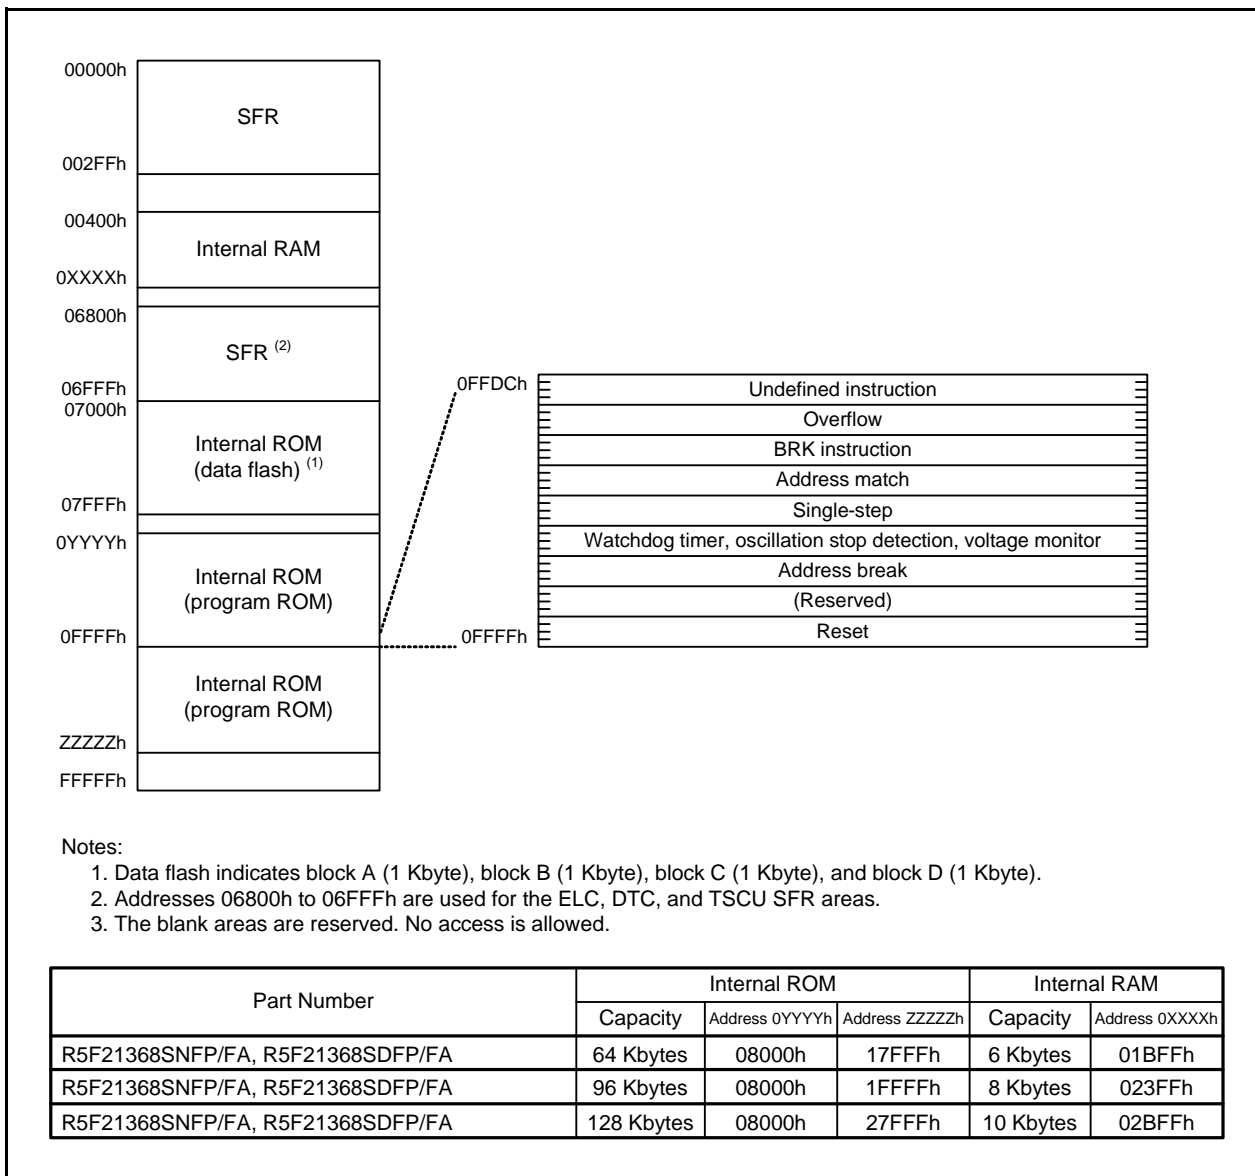 00000h
SFR
002FFh
00400h
Internal RAM
0XXXXh
06800h
SFR (2)
06FFFh
07000h
Internal ROM
(data flash) (1)
07FFFh
0YYYYh
Internal ROM
(program ROM)
0FFFFh
Internal ROM
(program ROM)
ZZZZZh
FFFFFh
0FFDCh
Undefined instruction
Overflow
BRK instruction
Address match
Single-step
Watchdog timer, oscillation stop detection, voltage monitor
Address break
(Reserved)
0FFFFh
Reset
Notes:
1. Data flash indicates block A (1 Kbyte), block B (1 Kbyte), block C (1 Kbyte), and block D (1 Kbyte).
2. Addresses 06800h to 06FFFh are used for the ELC, DTC, and TSCU SFR areas.
3. The blank areas are reserved. No access is allowed.
Part Number Internal ROM Internal RAM
Capacity Address 0YYYYh Address ZZZZZh Capacity Address 0XXXXh
R5F21368SNFP/FA, R5F21368SDFP/FA 64 Kbytes 08000h 17FFFh 6 Kbytes 01BFFh
R5F21368SNFP/FA, R5F21368SDFP/FA 96 Kbytes 08000h 1FFFFh 8 Kbytes 023FFh
R5F21368SNFP/FA, R5F21368SDFP/FA 128 Kbytes 08000h 27FFFh 10 Kbytes 02BFFh